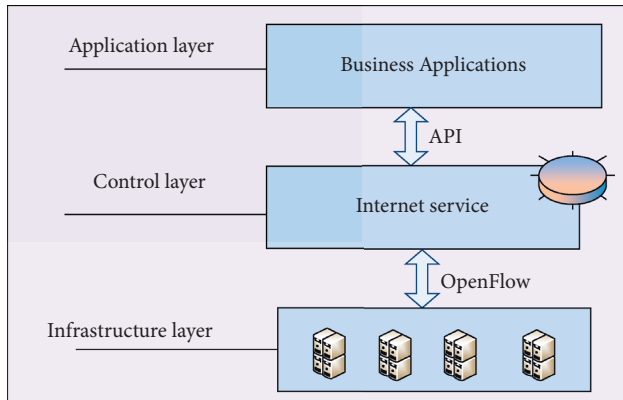 Application layer
Business Applications
API
Control layer
Internet service
OpenFlow
Infrastructure layer